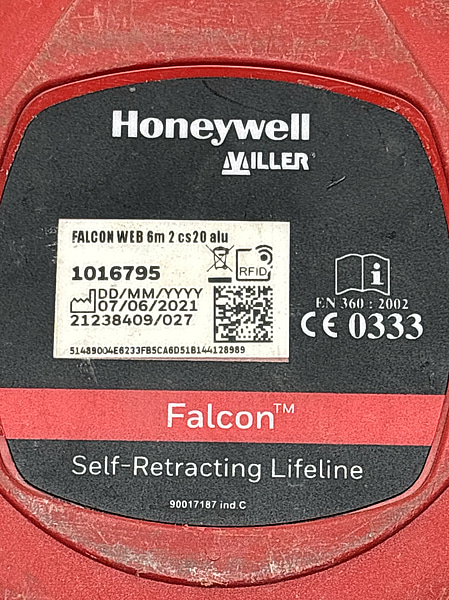 Honeywell
MILLER®
FALCON WEB 6m 2 cs20 alu
1016795
RFID
DD/MM/YYYY
07/06/2021
21238409/027
51489004E6233FB5CA6D51B144128989
i
EN 360 : 2002
CE 0333
Falcon™
Self-Retracting Lifeline
90017187 ind.C